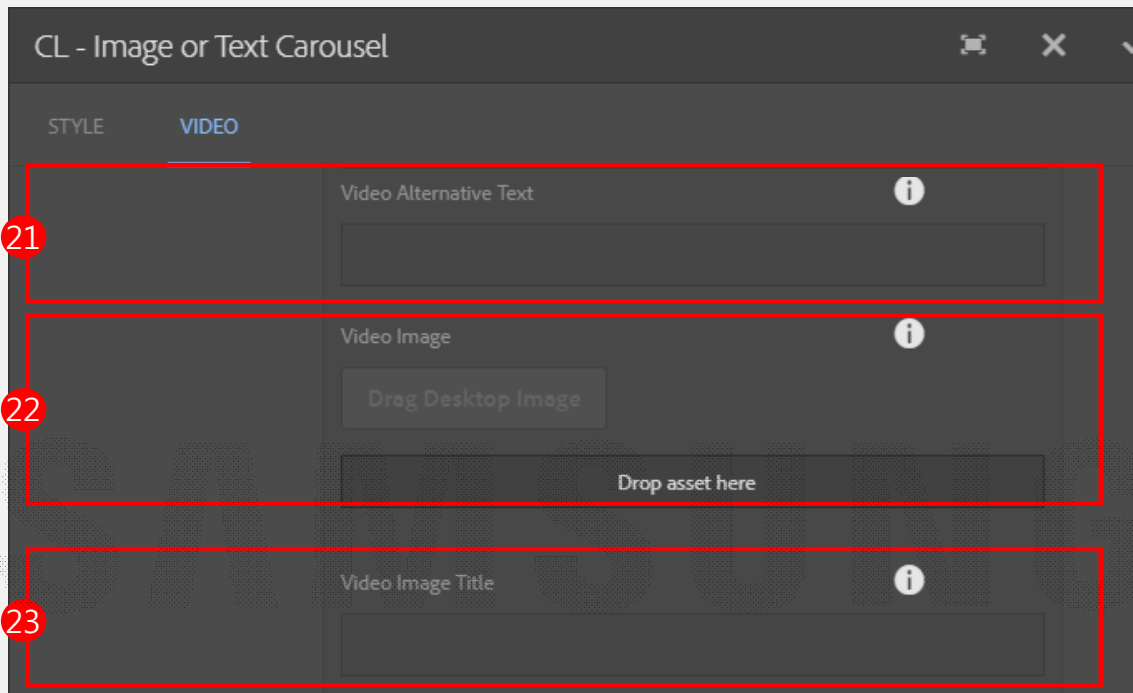 CL - Image or Text Carousel
STYLE VIDEO
Video Alternative Text
21
Video Image
Drag Desktop Image
22
Drop asset here
SAMSUNG
Video Image Title
23